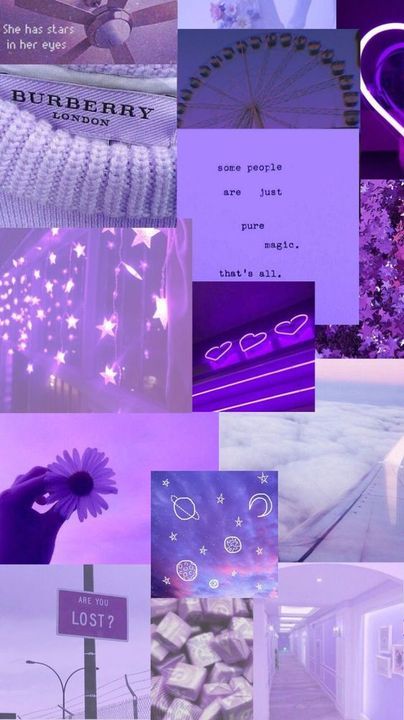 She has stars
in her eyes
BURBERRY
LONDON
some people
are just
pure
magic.
that's all.
ARE YOU
LOST?